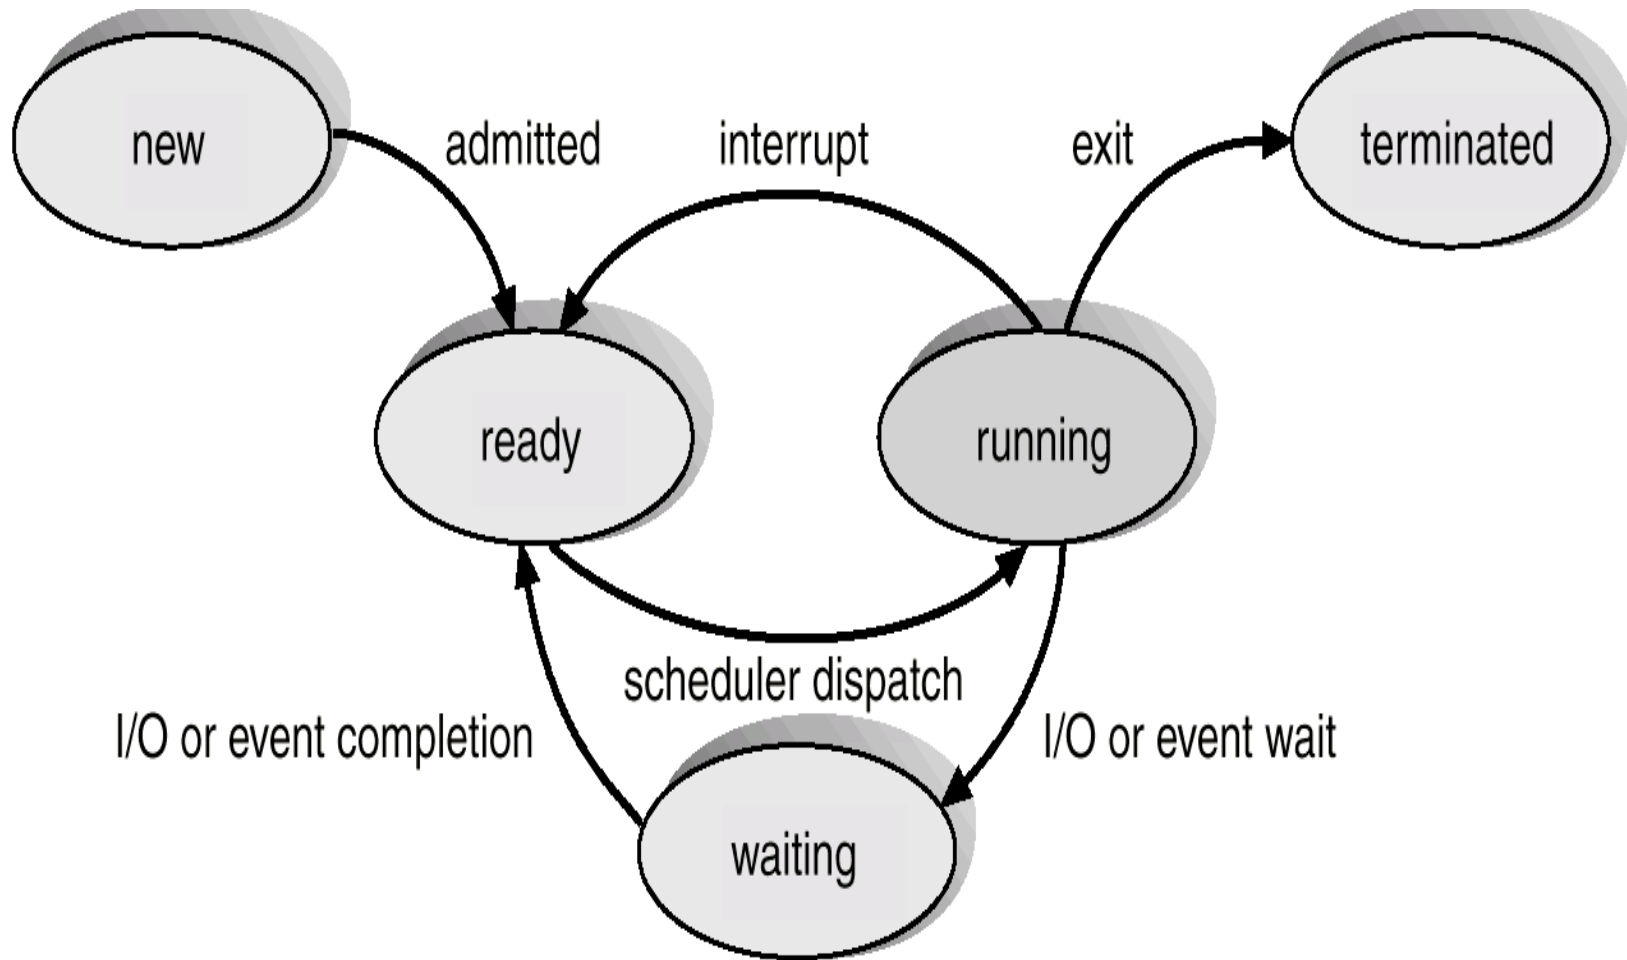 new
admitted
interrupt
exit
terminated
ready
running
scheduler dispatch
I/O or event completion
I/O or event wait
waiting